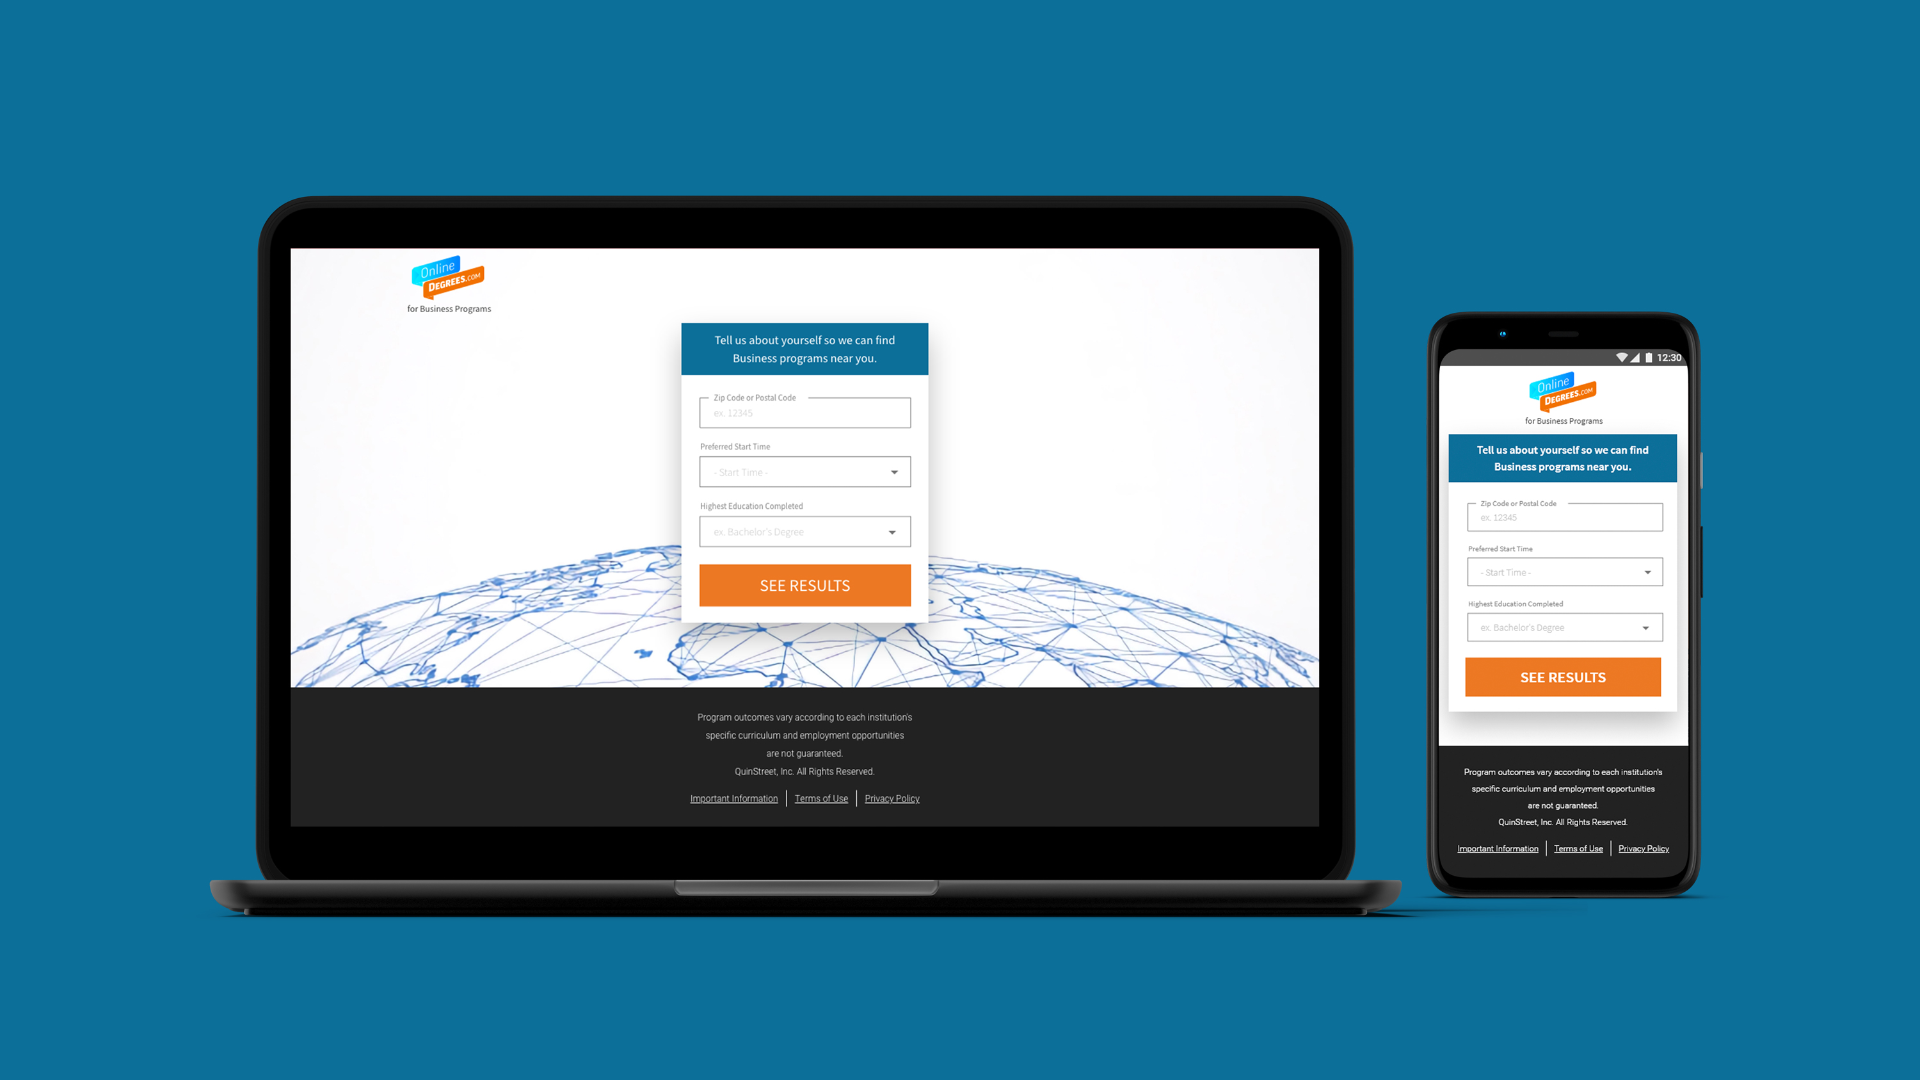 Online
DEGREES.COM
for Business Programs
Tell us about yourself so we can find
Business programs near you.
Zip Code or Postal Code
ex. 12345
Preferred Start Time
- Start Time -
Highest Education Completed
ex. Bachelor's Degree
SEE RESULTS
Program outcomes vary according to each institution's
specific curriculum and employment opportunities
are not guaranteed.
QuinStreet, Inc. All Rights Reserved.
Important Information | Terms of Use | Privacy Policy
12:30
Online
DEGREES.COM
for Business Programs
Tell us about yourself so we can find
Business programs near you.
Zip Code or Postal Code
ex. 12345
Preferred Start Time
- Start Time -
Highest Education Completed
ex. Bachelor's Degree
SEE RESULTS
Program outcomes vary according to each institution's
specific curriculum and employment opportunities
are not guaranteed.
QuinStreet, Inc. All Rights Reserved.
Important Information | Terms of Use | Privacy Policy